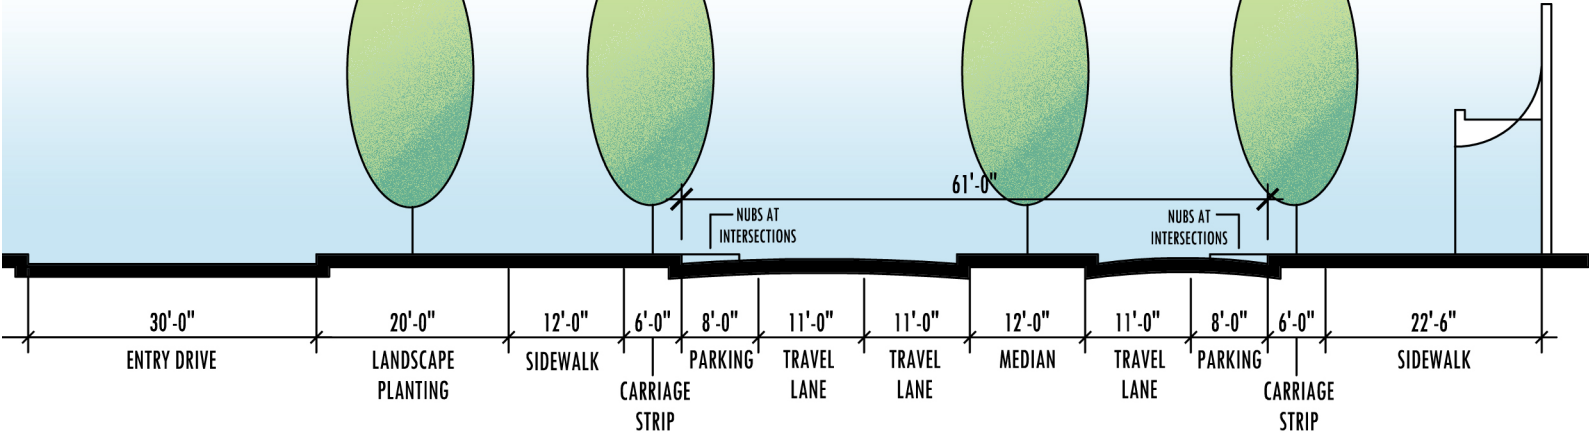 61'-0"
NUBS AT
INTERSECTIONS
NUBS AT
INTERSECTIONS
30'-0"
20'-0"
12'-0"
6'-0"
8'-0"
11'-0"
11'-0"
12'-0"
11'-0"
8'-0"
6'-0"
22'-6"
ENTRY DRIVE
LANDSCAPE
PLANTING
SIDEWALK
CARRIAGE
STRIP
PARKING
TRAVEL
LANE
TRAVEL
LANE
MEDIAN
TRAVEL
LANE
PARKING
CARRIAGE
STRIP
SIDEWALK